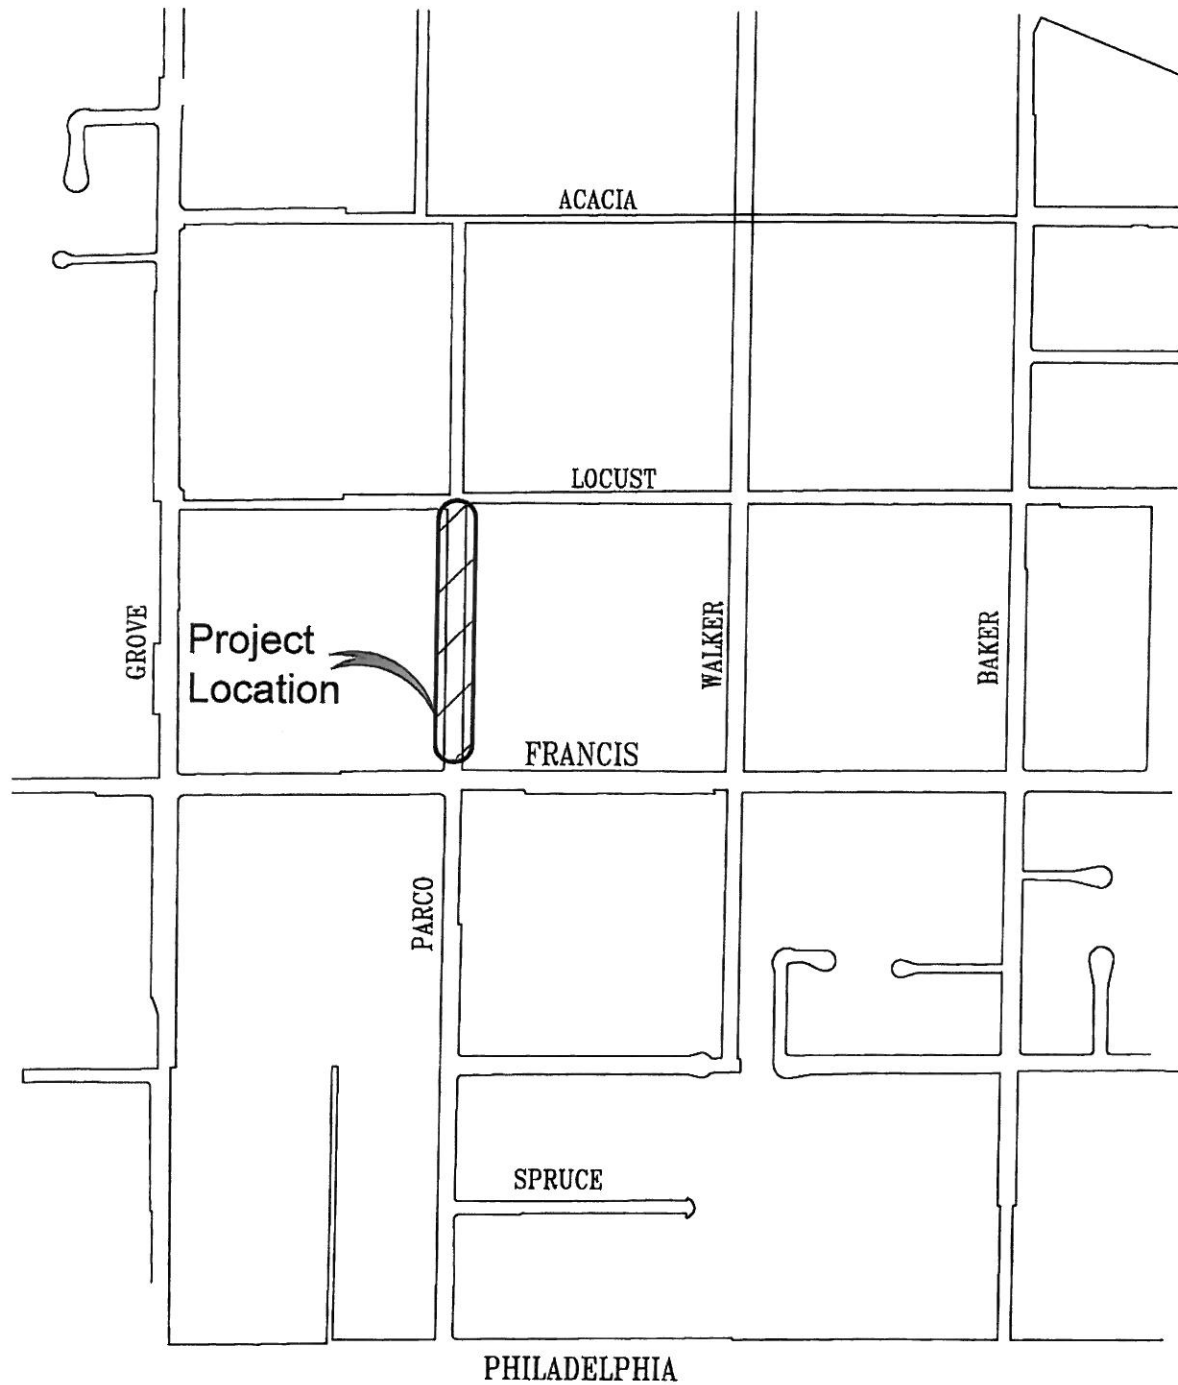 ACACIA
LOCUST
GROVE
Project
Location
WALKER
BAKER
FRANCIS
PARCO
SPRUCE
PHILADELPHIA